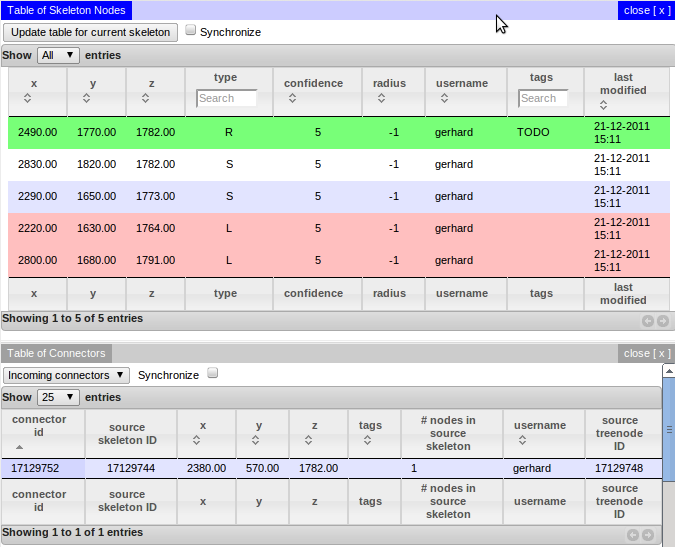 Table of Skeleton Nodes close [ x ]
Update table for current skeleton Synchronize
Show All entries
x y z type confidence radius username tags last modified
Search Search
2490.00 1770.00 1782.00 R 5 -1 gerhard TODO 21-12-2011 15:11
2830.00 1820.00 1782.00 S 5 -1 gerhard 21-12-2011 15:11
2290.00 1650.00 1773.00 S 5 -1 gerhard 21-12-2011 15:11
2220.00 1630.00 1764.00 L 5 -1 gerhard 21-12-2011 15:11
2800.00 1680.00 1791.00 L 5 -1 gerhard 21-12-2011 15:11
x y z type confidence radius username tags last modified
Showing 1 to 5 of 5 entries
Table of Connectors close [ x ]
Incoming connectors Synchronize
Show 25 entries
connector id source skeleton ID x y z tags # nodes in source skeleton username source treenode ID
17129752 17129744 2380.00 570.00 1782.00 1 gerhard 17129748
connector id source skeleton ID x y z tags # nodes in source skeleton username source treenode ID
Showing 1 to 1 of 1 entries